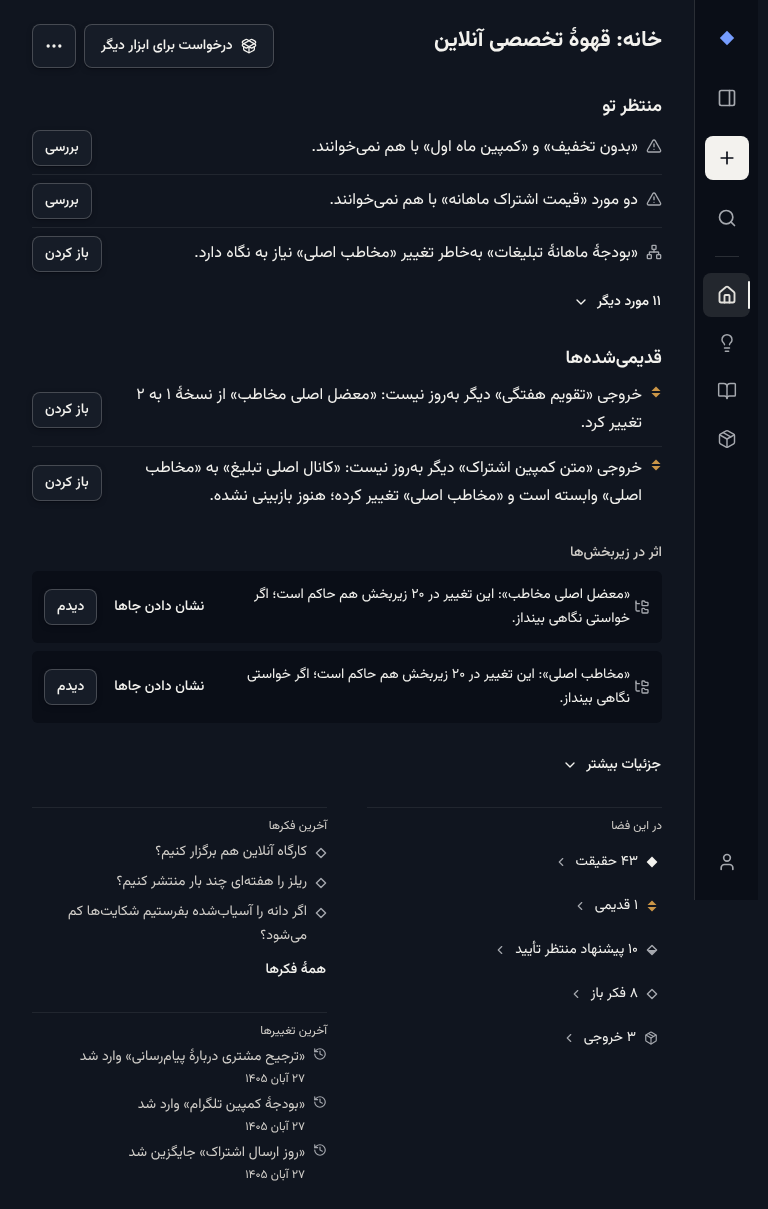 خانه: قهوهٔ تخصصی آنلاین
درخواست برای ابزار دیگر
منتظر تو
«بدون تخفیف» و «کمپین ماه اول» با هم نمی‌خوانند.
بررسی
دو مورد «قیمت اشتراک ماهانه» با هم نمی‌خوانند.
بررسی
«بودجهٔ ماهانهٔ تبلیغات» به‌خاطر تغییر «مخاطب اصلی» نیاز به نگاه دارد.
باز کردن
۱۱ مورد دیگر
قدیمی‌شده‌ها
خروجی «تقویم هفتگی» دیگر به‌روز نیست: «معضل اصلی مخاطب» از نسخهٔ ۱ به ۲
تغییر کرد.
باز کردن
خروجی «متن کمپین اشتراک» دیگر به‌روز نیست: «کانال اصلی تبلیغ» به «مخاطب
اصلی» وابسته است و «مخاطب اصلی» تغییر کرده؛ هنوز بازبینی نشده.
باز کردن
اثر در زیربخش‌ها
«معضل اصلی مخاطب»: این تغییر در ۲۰ زیربخش هم حاکم است؛ اگر
خواستی نگاهی بینداز.
نشان دادن جاها
دیدم
«مخاطب اصلی»: این تغییر در ۲۰ زیربخش هم حاکم است؛ اگر خواستی
نگاهی بینداز.
نشان دادن جاها
دیدم
جزئیات بیشتر
در این فضا
۴۳ حقیقت
۱ قدیمی
۱۰ پیشنهاد منتظر تأیید
۸ فکر باز
۳ خروجی
آخرین فکرها
کارگاه آنلاین هم برگزار کنیم؟
ریلز را هفته‌ای چند بار منتشر کنیم؟
اگر دانه را آسیاب‌شده بفرستیم شکایت‌ها کم
می‌شود؟
همهٔ فکرها
آخرین تغییرها
«ترجیح مشتری دربارهٔ پیام‌رسانی» وارد شد
۲۷ آبان ۱۴۰۵
«بودجهٔ کمپین تلگرام» وارد شد
۲۷ آبان ۱۴۰۵
«روز ارسال اشتراک» جایگزین شد
۲۷ آبان ۱۴۰۵